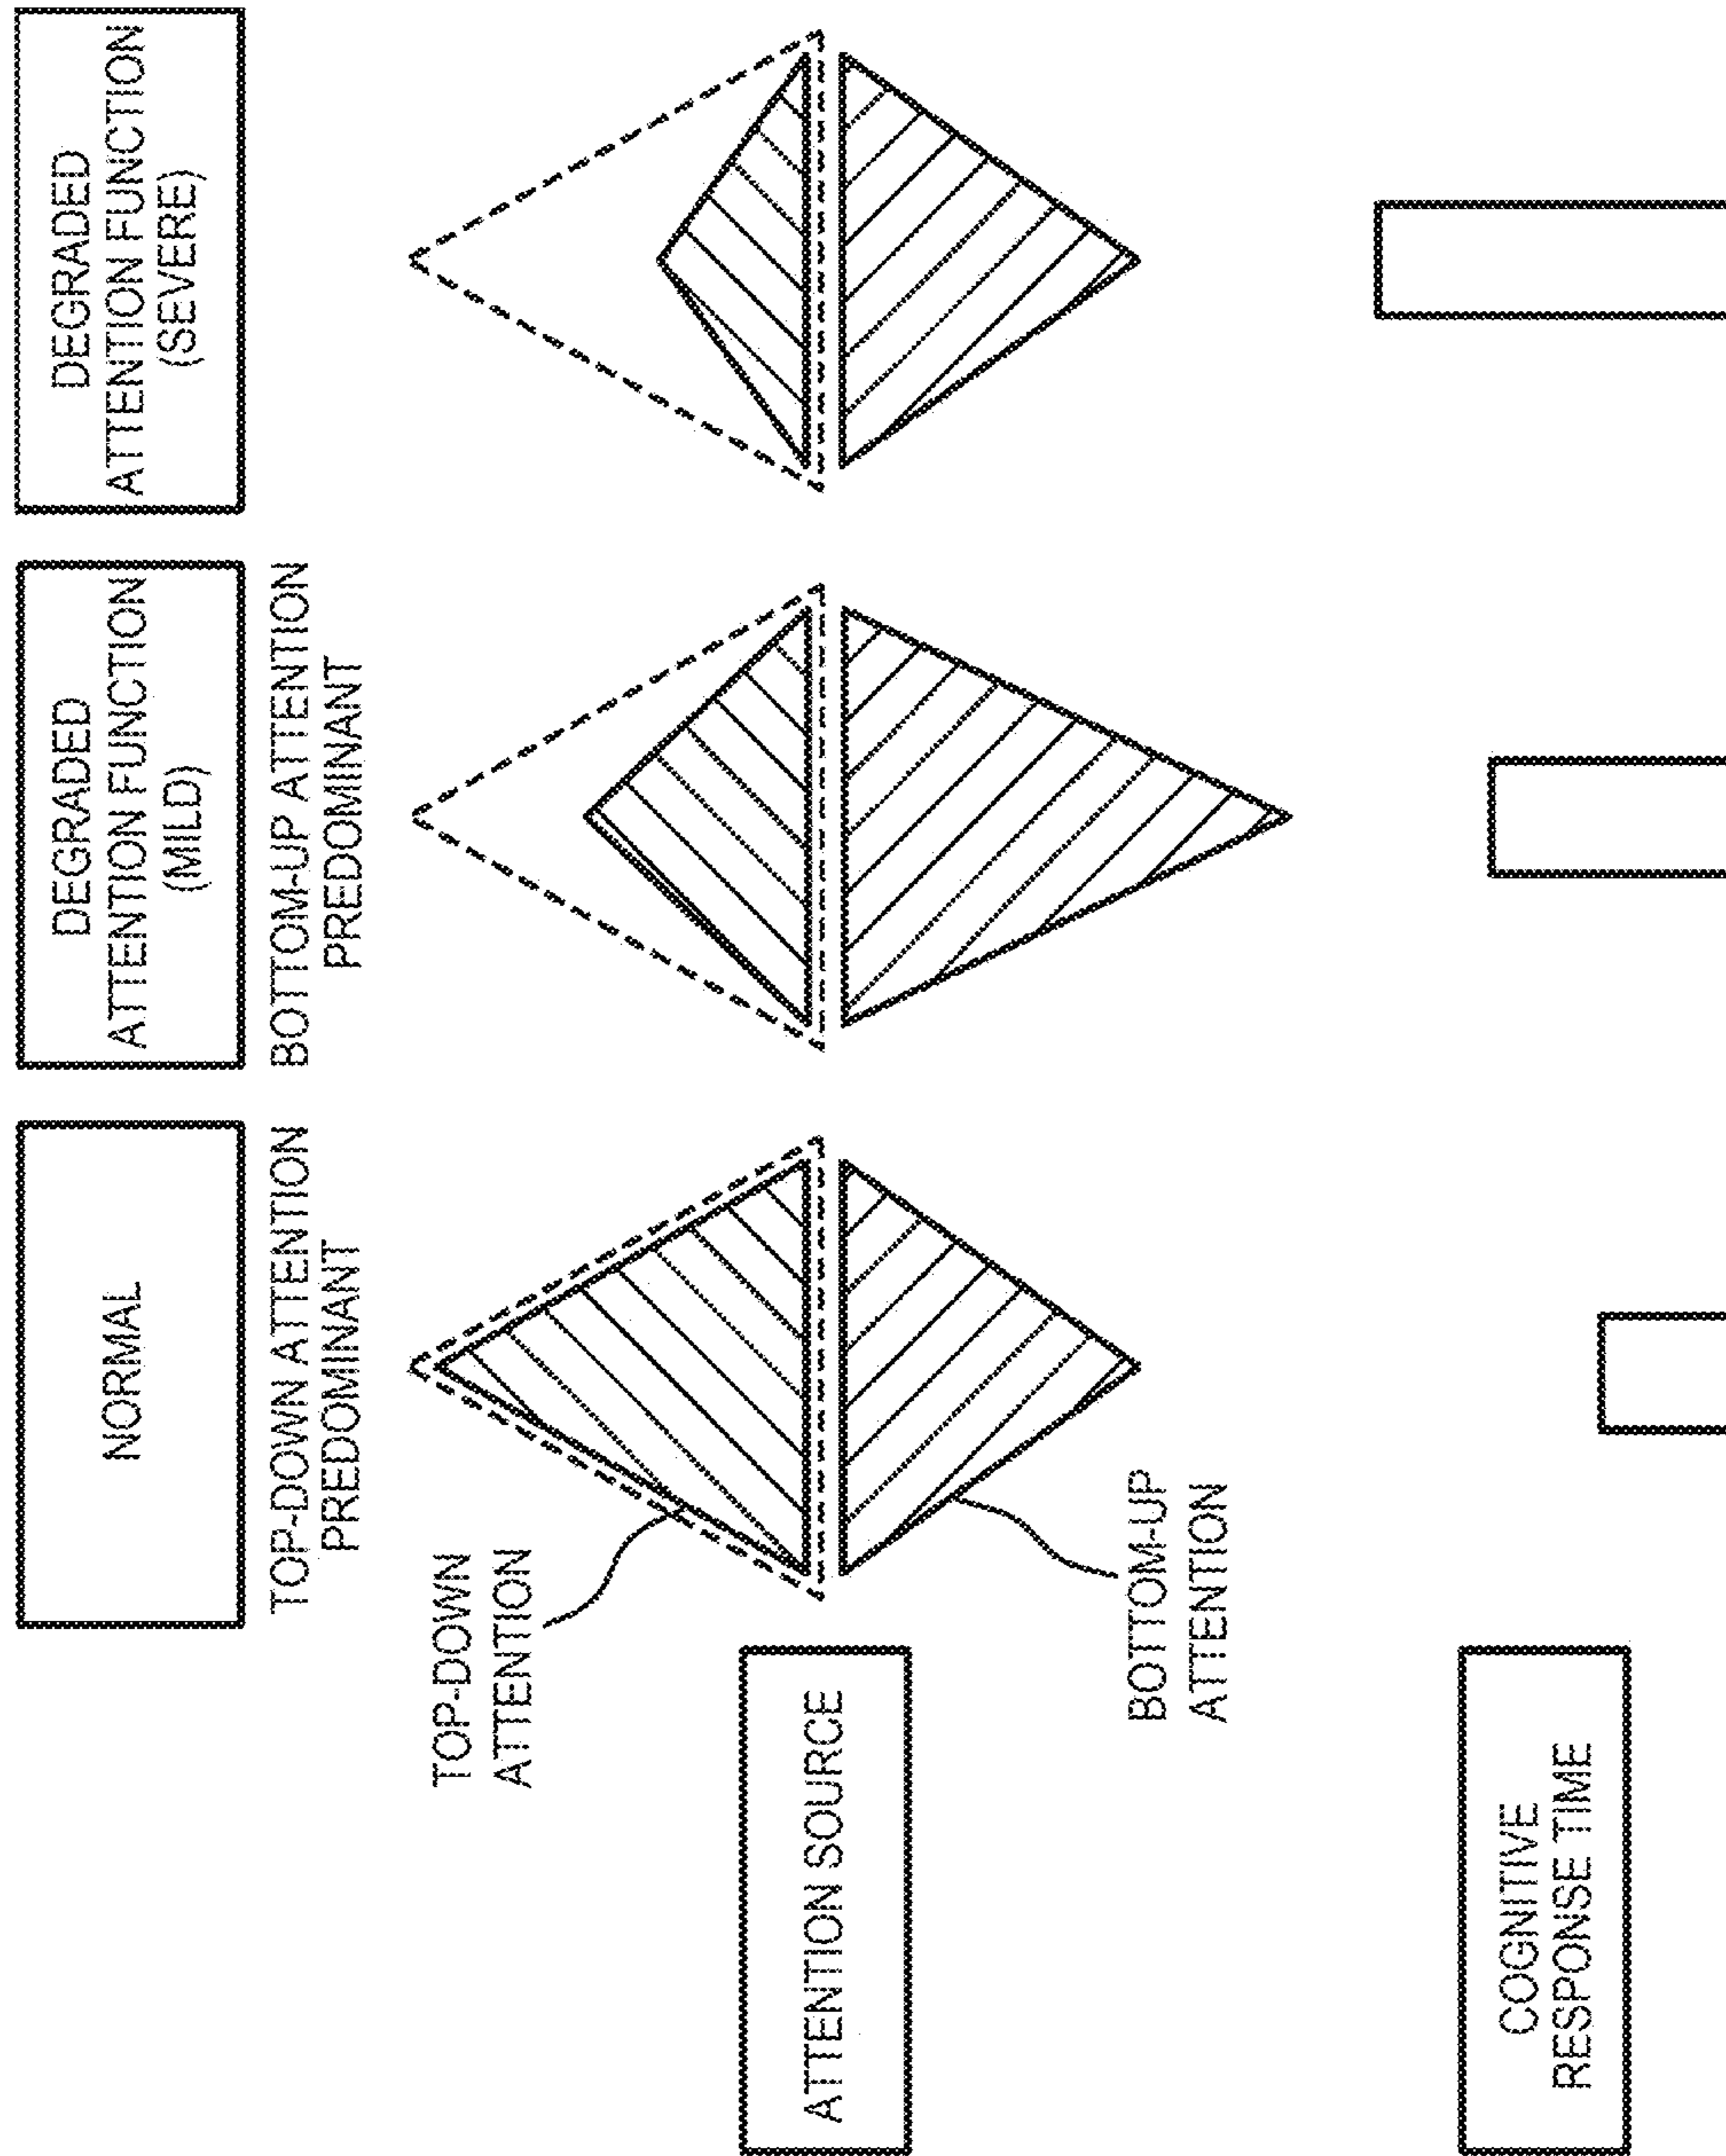 NORMAL
DEGRADED
ATTENTION FUNCTION
(MILD)
DEGRADED
ATTENTION FUNCTION
(SEVERE)
TOP-DOWN ATTENTION
PREDOMINANT
BOTTOM-UP ATTENTION
PREDOMINANT
TOP-DOWN
ATTENTION
ATTENTION SOURCE
BOTTOM-UP
ATTENTION
COGNITIVE
RESPONSE TIME